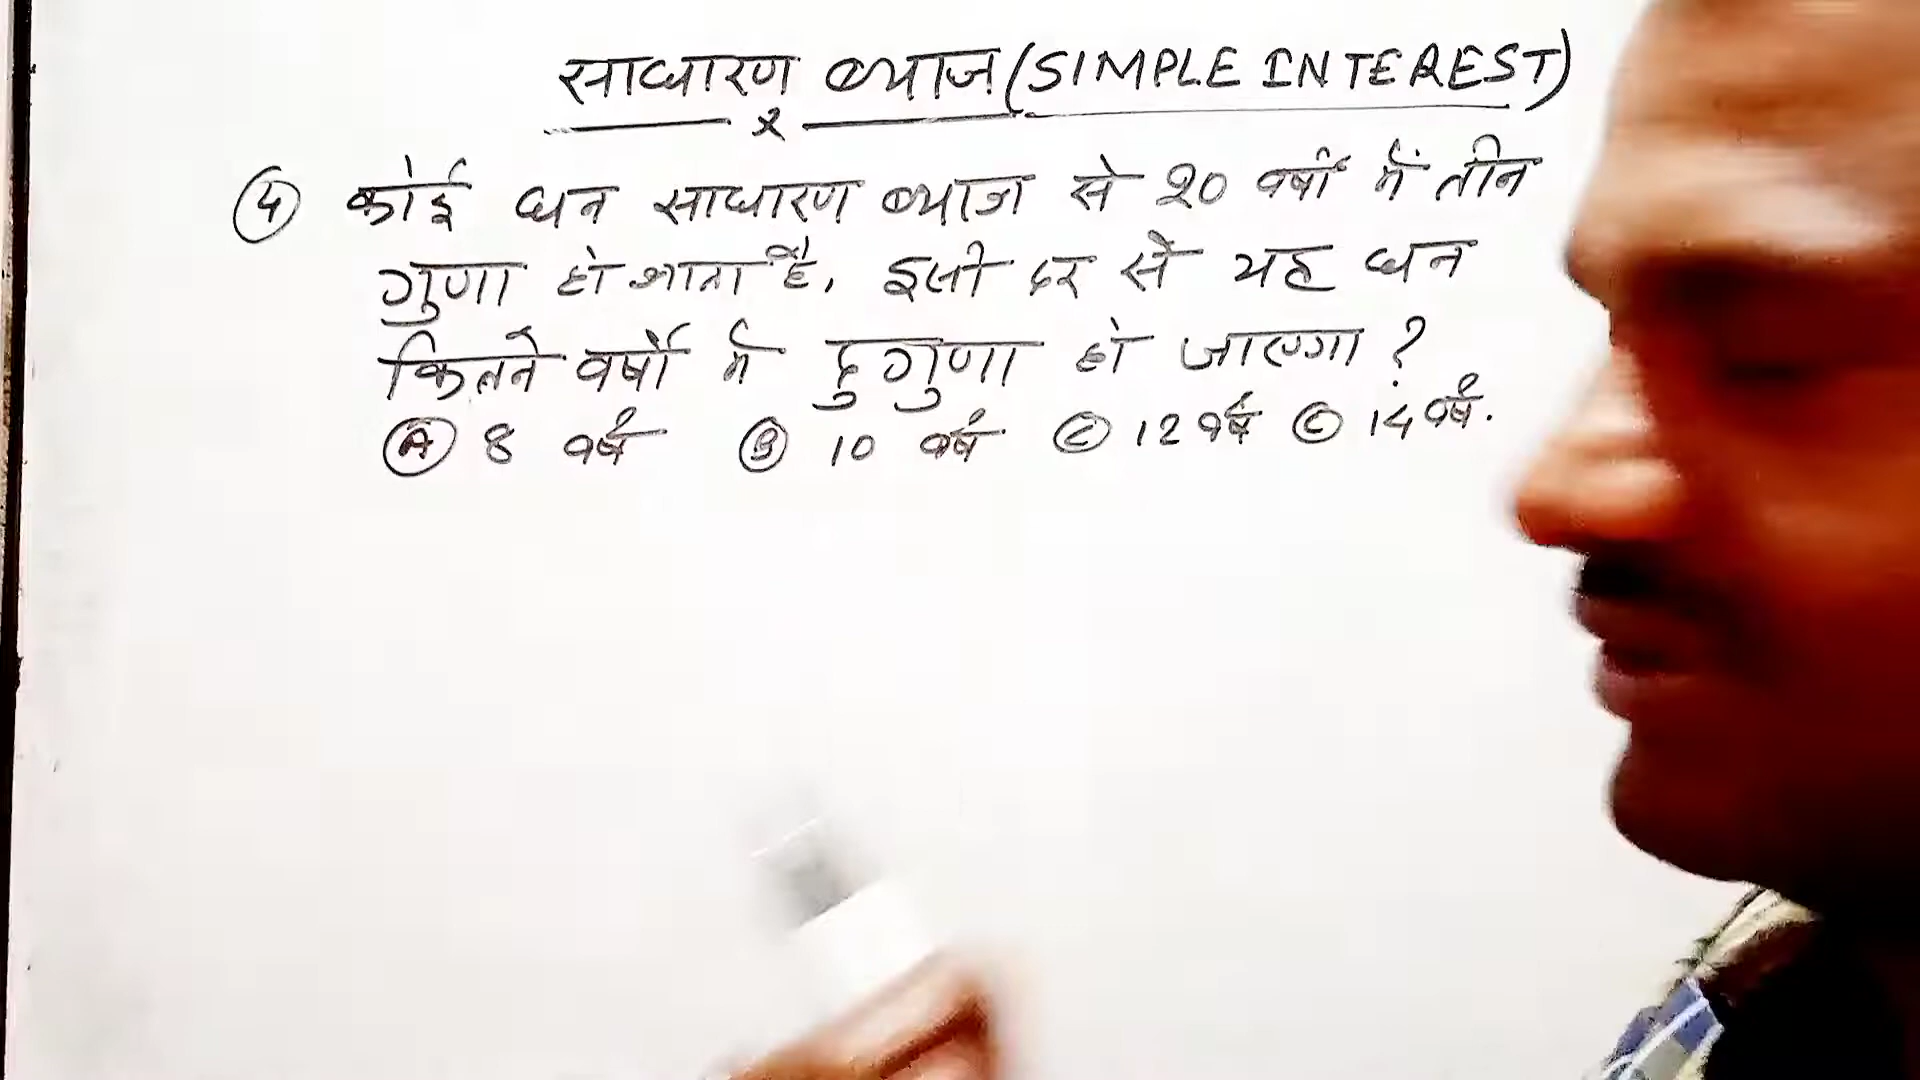 साधारण ब्याज (SIMPLE INTEREST)
④ कोई धन साधारण ब्याज से 20 वर्षों में तीन
गुणा हो जाता है, इसी दर से यह धन
कितने वर्षों में दुगुणा हो जाएगा ?
Ⓐ 8 वर्ष Ⓑ 10 वर्ष Ⓒ 12 वर्ष Ⓒ 14 वर्ष.